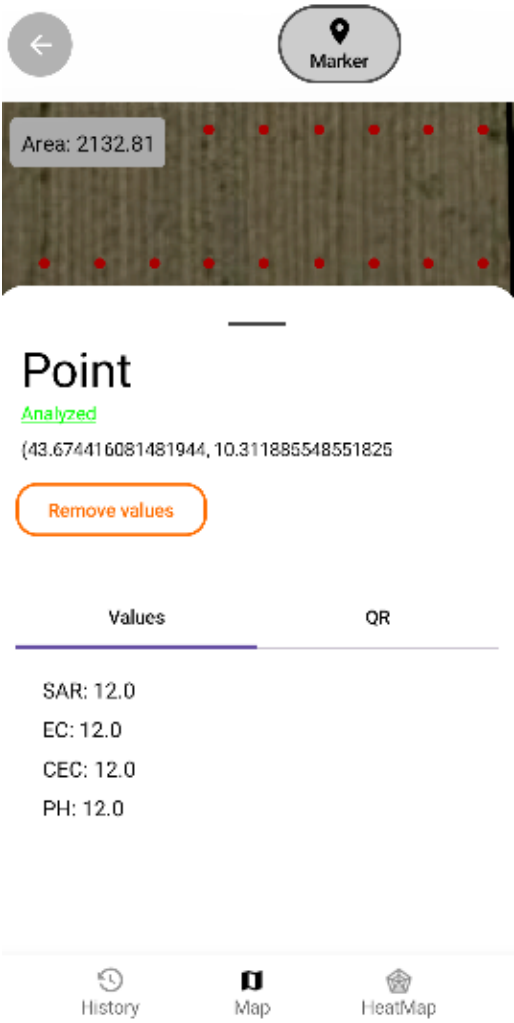 Marker
Area: 2132.81
Point
Analyzed
(43.674416081481944, 10.311885548551825
Remove values
Values QR
SAR: 12.0
EC: 12.0
CEC: 12.0
PH: 12.0
History Map HeatMap